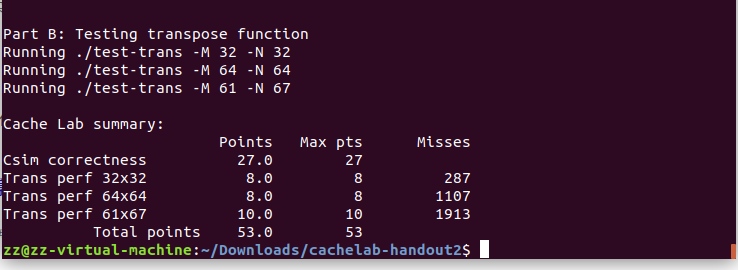 Part B: Testing transpose function
Running ./test-trans -M 32 -N 32
Running ./test-trans -M 64 -N 64
Running ./test-trans -M 61 -N 67
Cache Lab summary:
Points Max pts Misses
Csim correctness 27.0 27
Trans perf 32x32 8.0 8 287
Trans perf 64x64 8.0 8 1107
Trans perf 61x67 10.0 10 1913
Total points 53.0 53
zz@zz-virtual-machine:~/Downloads/cachelab-handout2$